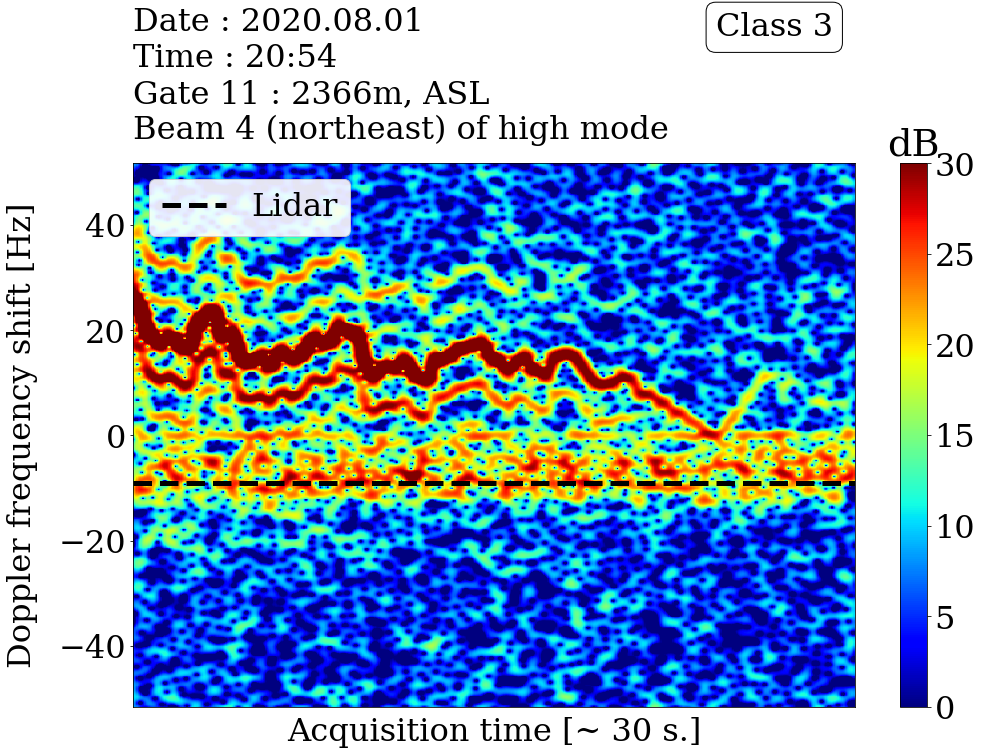 Date : 2020.08.01
Time : 20:54
Gate 11 : 2366m, ASL
Beam 4 (northeast) of high mode
Class 3
dB
Lidar
Doppler frequency shift [Hz]
40
20
0
−20
−40
30
25
20
15
10
5
0
Acquisition time [~ 30 s.]